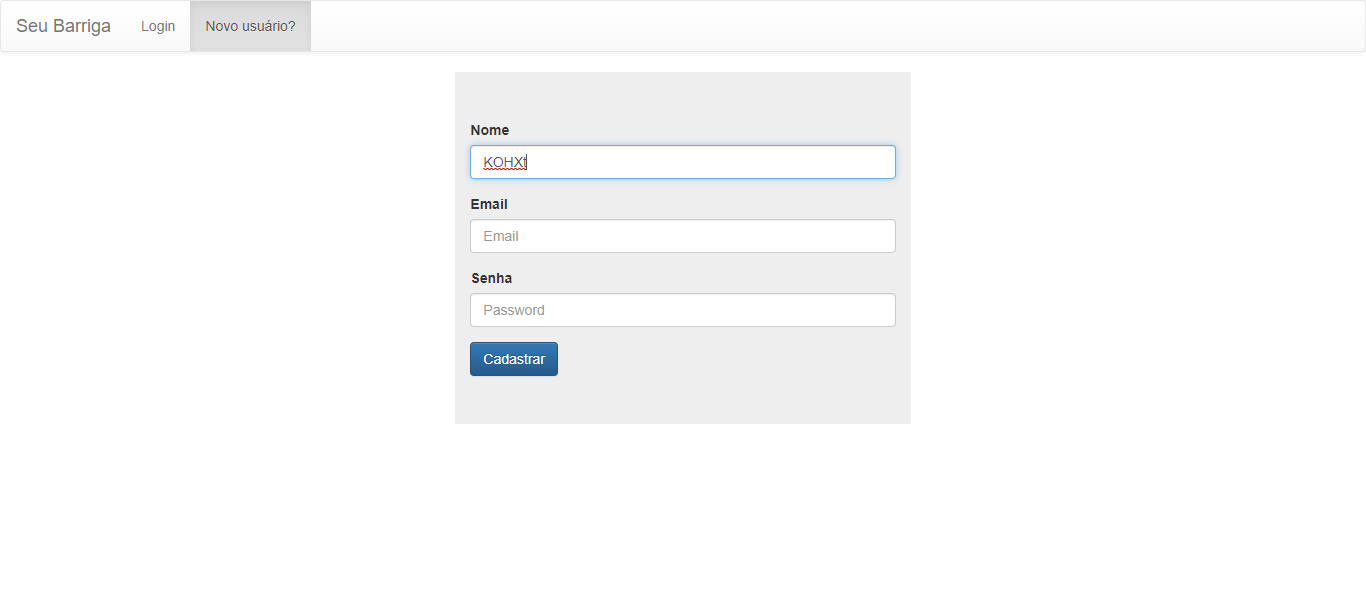 Seu Barriga Login Novo usuário?
Nome
KOHXt
Email
Email
Senha
Password
Cadastrar